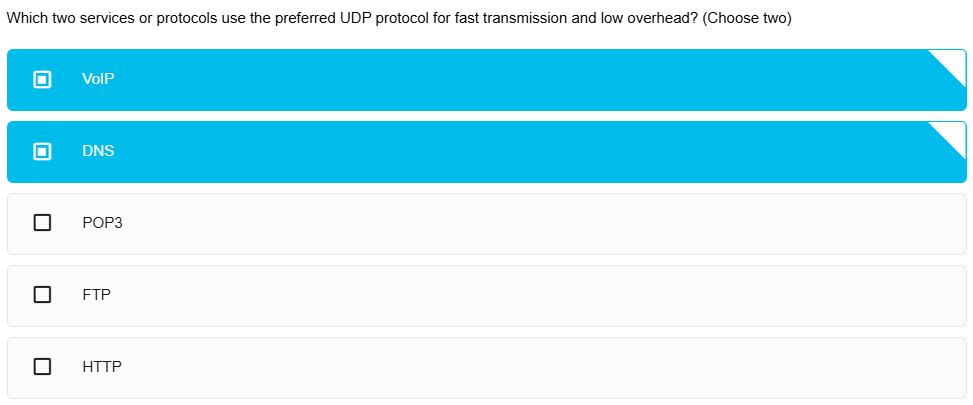 Which two services or protocols use the preferred UDP protocol for fast transmission and low overhead? (Choose two)
VoIP
DNS
POP3
FTP
HTTP